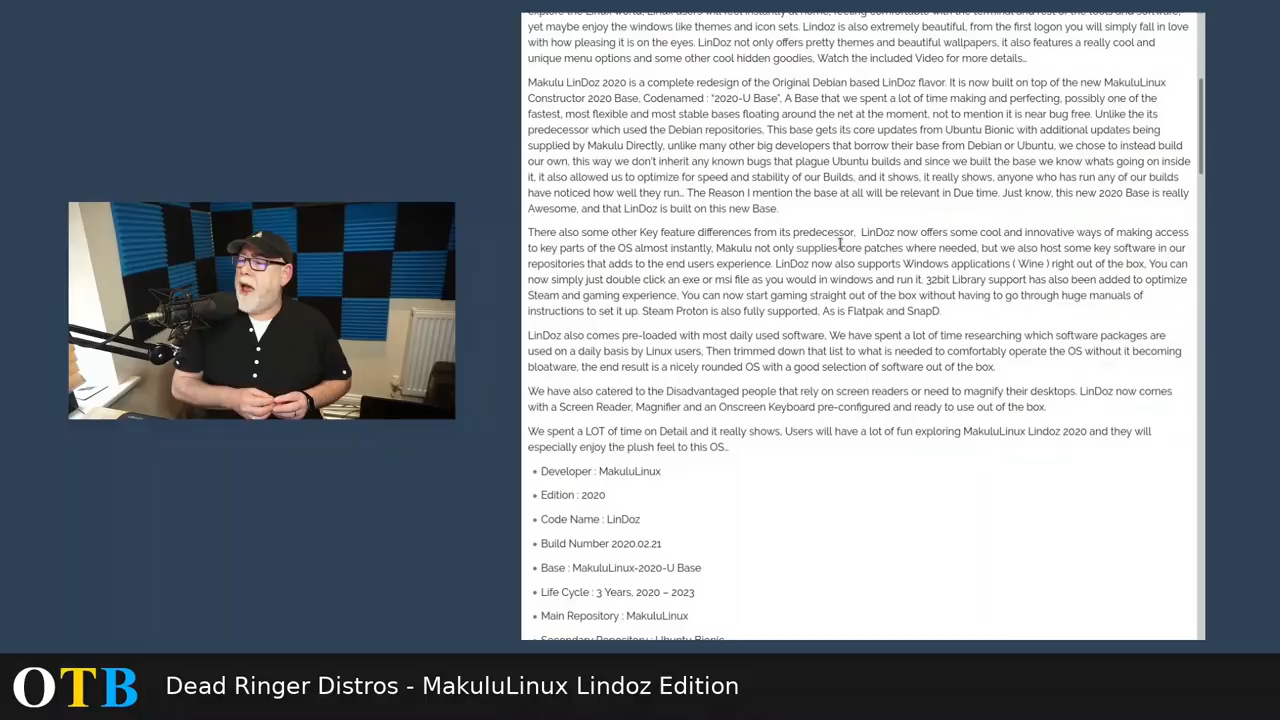 yet maybe enjoy the windows like themes and icon sets. Lindoz is also extremely beautiful, from the first logon you will simply fall in love
with how pleasing it is on the eyes. LinDoz not only offers pretty themes and beautiful wallpapers, it also features a really cool and
unique menu options and some other cool hidden goodies, Watch the included Video for more details…
Makulu LinDoz 2020 is a complete redesign of the Original Debian based LinDoz flavor. It is now built on top of the new MakuluLinux
Constructor 2020 Base, Codenamed : “2020-U Base”, A Base that we spent a lot of time making and perfecting, possibly one of the
fastest, most flexible and most stable bases floating around the net at the moment, not to mention it is near bug free. Unlike the its
predecessor which used the Debian repositories, This base gets its core updates from Ubuntu Bionic with additional updates being
supplied by Makulu Directly, unlike many other big developers that borrow their base from Debian or Ubuntu, we chose to instead build
our own, this way we don’t inherit any known bugs that plague Ubuntu builds and since we built the base we know whats going on inside
it, it also allowed us to optimize for speed and stability of our Builds, and it shows, it really shows, anyone who has run any of our builds
have noticed how well they run… The Reason I mention the base at all will be relevant in Due time. Just know, this new 2020 Base is really
Awesome, and that LinDoz is built on this new Base.
There also some other Key feature differences from its predecessor,  LinDoz now offers some cool and innovative ways of making access
to key parts of the OS almost instantly, Makulu not only supplies core patches where needed, but we also host some key software in our
repositories that adds to the end users experience. LinDoz now also supports Windows applications ( Wine ) right out of the box, You can
now simply just double click an exe or msi file as you would in windows and run it. 32bit Library support has also been added to optimize
Steam and gaming experience, You can now start gaming straight out of the box without having to go through huge manuals of
instructions to set it up. Steam Proton is also fully supported, As is Flatpak and SnapD.
LinDoz also comes pre-loaded with most daily used software, We have spent a lot of time researching which software packages are
used on a daily basis by Linux users, Then trimmed down that list to what is needed to comfortably operate the OS without it becoming
bloatware, the end result is a nicely rounded OS with a good selection of software out of the box.
We have also catered to the Disadvantaged people that rely on screen readers or need to magnify their desktops. LinDoz now comes
with a Screen Reader, Magnifier and an Onscreen Keyboard pre-configured and ready to use out of the box.
We spent a LOT of time on Detail and it really shows, Users will have a lot of fun exploring MakuluLinux Lindoz 2020 and they will
especially enjoy the plush feel to this OS…
• Developer : MakuluLinux
• Edition : 2020
• Code Name : LinDoz
• Build Number 2020.02.21
• Base : MakuluLinux-2020-U Base
• Life Cycle : 3 Years, 2020 – 2023
• Main Repository : MakuluLinux
• Secondary Repository : Ubuntu Bionic
OTB Dead Ringer Distros - MakuluLinux Lindoz Edition